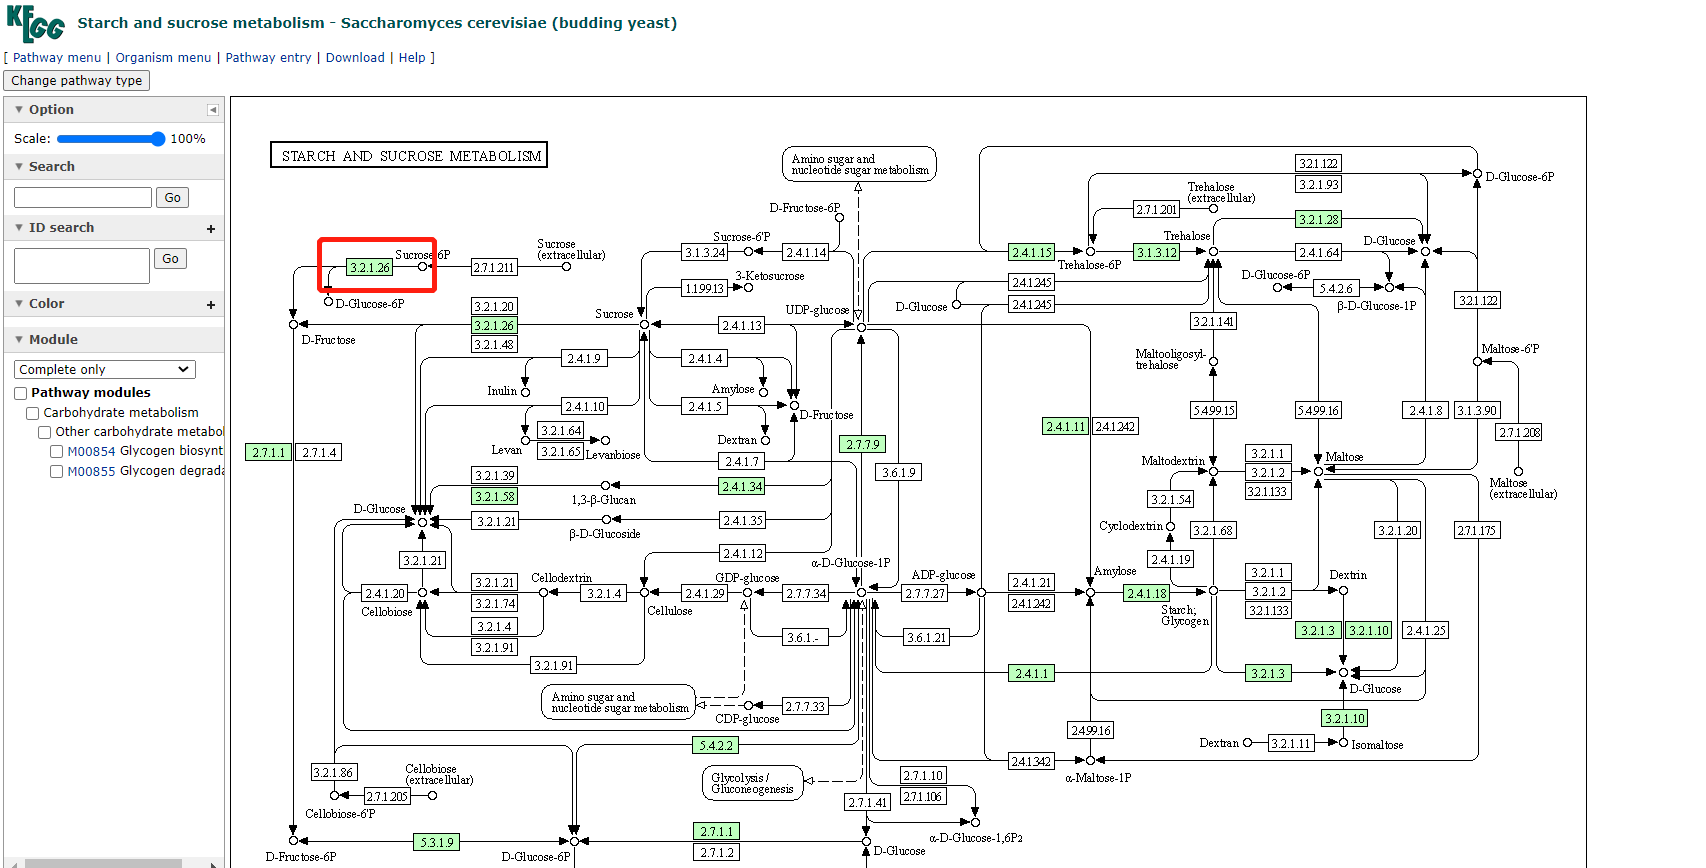 KEGG
Starch and sucrose metabolism - Saccharomyces cerevisiae (budding yeast)
[ Pathway menu | Organism menu | Pathway entry | Download | Help ]
Change pathway type
Option
Scale: 100%
Search
Go
ID search +
Go
Color +
Module
Complete only
Pathway modules
Carbohydrate metabolism
Other carbohydrate metabol
M00854 Glycogen biosynt
M00855 Glycogen degrada
STARCH AND SUCROSE METABOLISM
Amino sugar and
nucleotide sugar metabolism
3.2.1.122
3.2.1.93
D-Glucose-6P
Trehalose
(extracellular)
2.7.1.201
D-Fructose-6P
3.2.1.28
Sucrose-6'P
3.1.3.24
2.4.1.14
Trehalose
D-Glucose
2.4.1.15
3.1.3.12
2.4.1.64
Trehalose-6P
Sucrose
(extracellular)
Sucrose-6P
3.2.1.26
2.7.1.211
D-Glucose-6P
3-Ketosucrose
1.1.99.13
D-Glucose
2.4.1.245
2.4.1.245
D-Glucose-6P
5.4.2.6
β-D-Glucose-1P
3.2.1.122
3.2.1.20
3.2.1.26
3.2.1.48
D-Fructose
Sucrose
2.4.1.13
UDP-glucose
3.2.1.141
Maltooligosyl-
trehalose
Maltose-6'P
2.4.1.9
2.4.1.4
Inulin
Amylose
2.4.1.10
2.4.1.5
D-Fructose
5.4.99.15
5.4.99.16
2.4.1.8
3.1.3.90
2.7.1.208
Levan
3.2.1.64
3.2.1.65
Levanbiose
Dextran
2.7.7.9
2.4.1.11
2.4.1.242
2.7.1.1
2.7.1.4
2.4.1.7
3.6.1.9
Maltodextrin
3.2.1.1
3.2.1.2
3.2.1.133
Maltose
Maltose
(extracellular)
3.2.1.39
3.2.1.58
1,3-β-Glucan
2.4.1.34
3.2.1.54
D-Glucose
3.2.1.21
β-D-Glucoside
2.4.1.35
Cyclodextrin
3.2.1.68
3.2.1.20
2.7.1.175
3.2.1.21
2.4.1.12
α-D-Glucose-1P
2.4.1.19
2.4.1.20
Cellobiose
3.2.1.21
3.2.1.74
3.2.1.4
3.2.1.91
Cellodextrin
3.2.1.4
Cellulose
2.4.1.29
GDP-glucose
2.7.7.34
2.7.7.27
ADP-glucose
2.4.1.21
2.4.1.242
Amylose
2.4.1.18
Starch;
Glycogen
3.2.1.1
3.2.1.2
3.2.1.133
Dextrin
3.2.1.3
3.2.1.10
2.4.1.25
3.6.1.-
3.6.1.21
3.2.1.91
2.4.1.1
3.2.1.3
D-Glucose
Amino sugar and
nucleotide sugar metabolism
CDP-glucose
2.7.7.33
3.2.1.10
Dextran
3.2.1.11
Isomaltose
2.4.99.16
5.4.2.2
2.4.1.342
α-Maltose-1P
3.2.1.86
Cellobiose
(extracellular)
2.7.1.205
Cellobiose-6'P
Glycolysis /
Gluconeogenesis
2.7.1.10
2.7.1.106
2.7.1.41
α-D-Glucose-1,6P2
5.3.1.9
2.7.1.1
2.7.1.2
D-Fructose-6P
D-Glucose-6P
D-Glucose